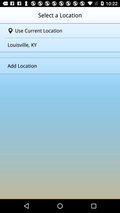 10:22
Select a Location
Use Current Location
Louisville, KY
Add Location